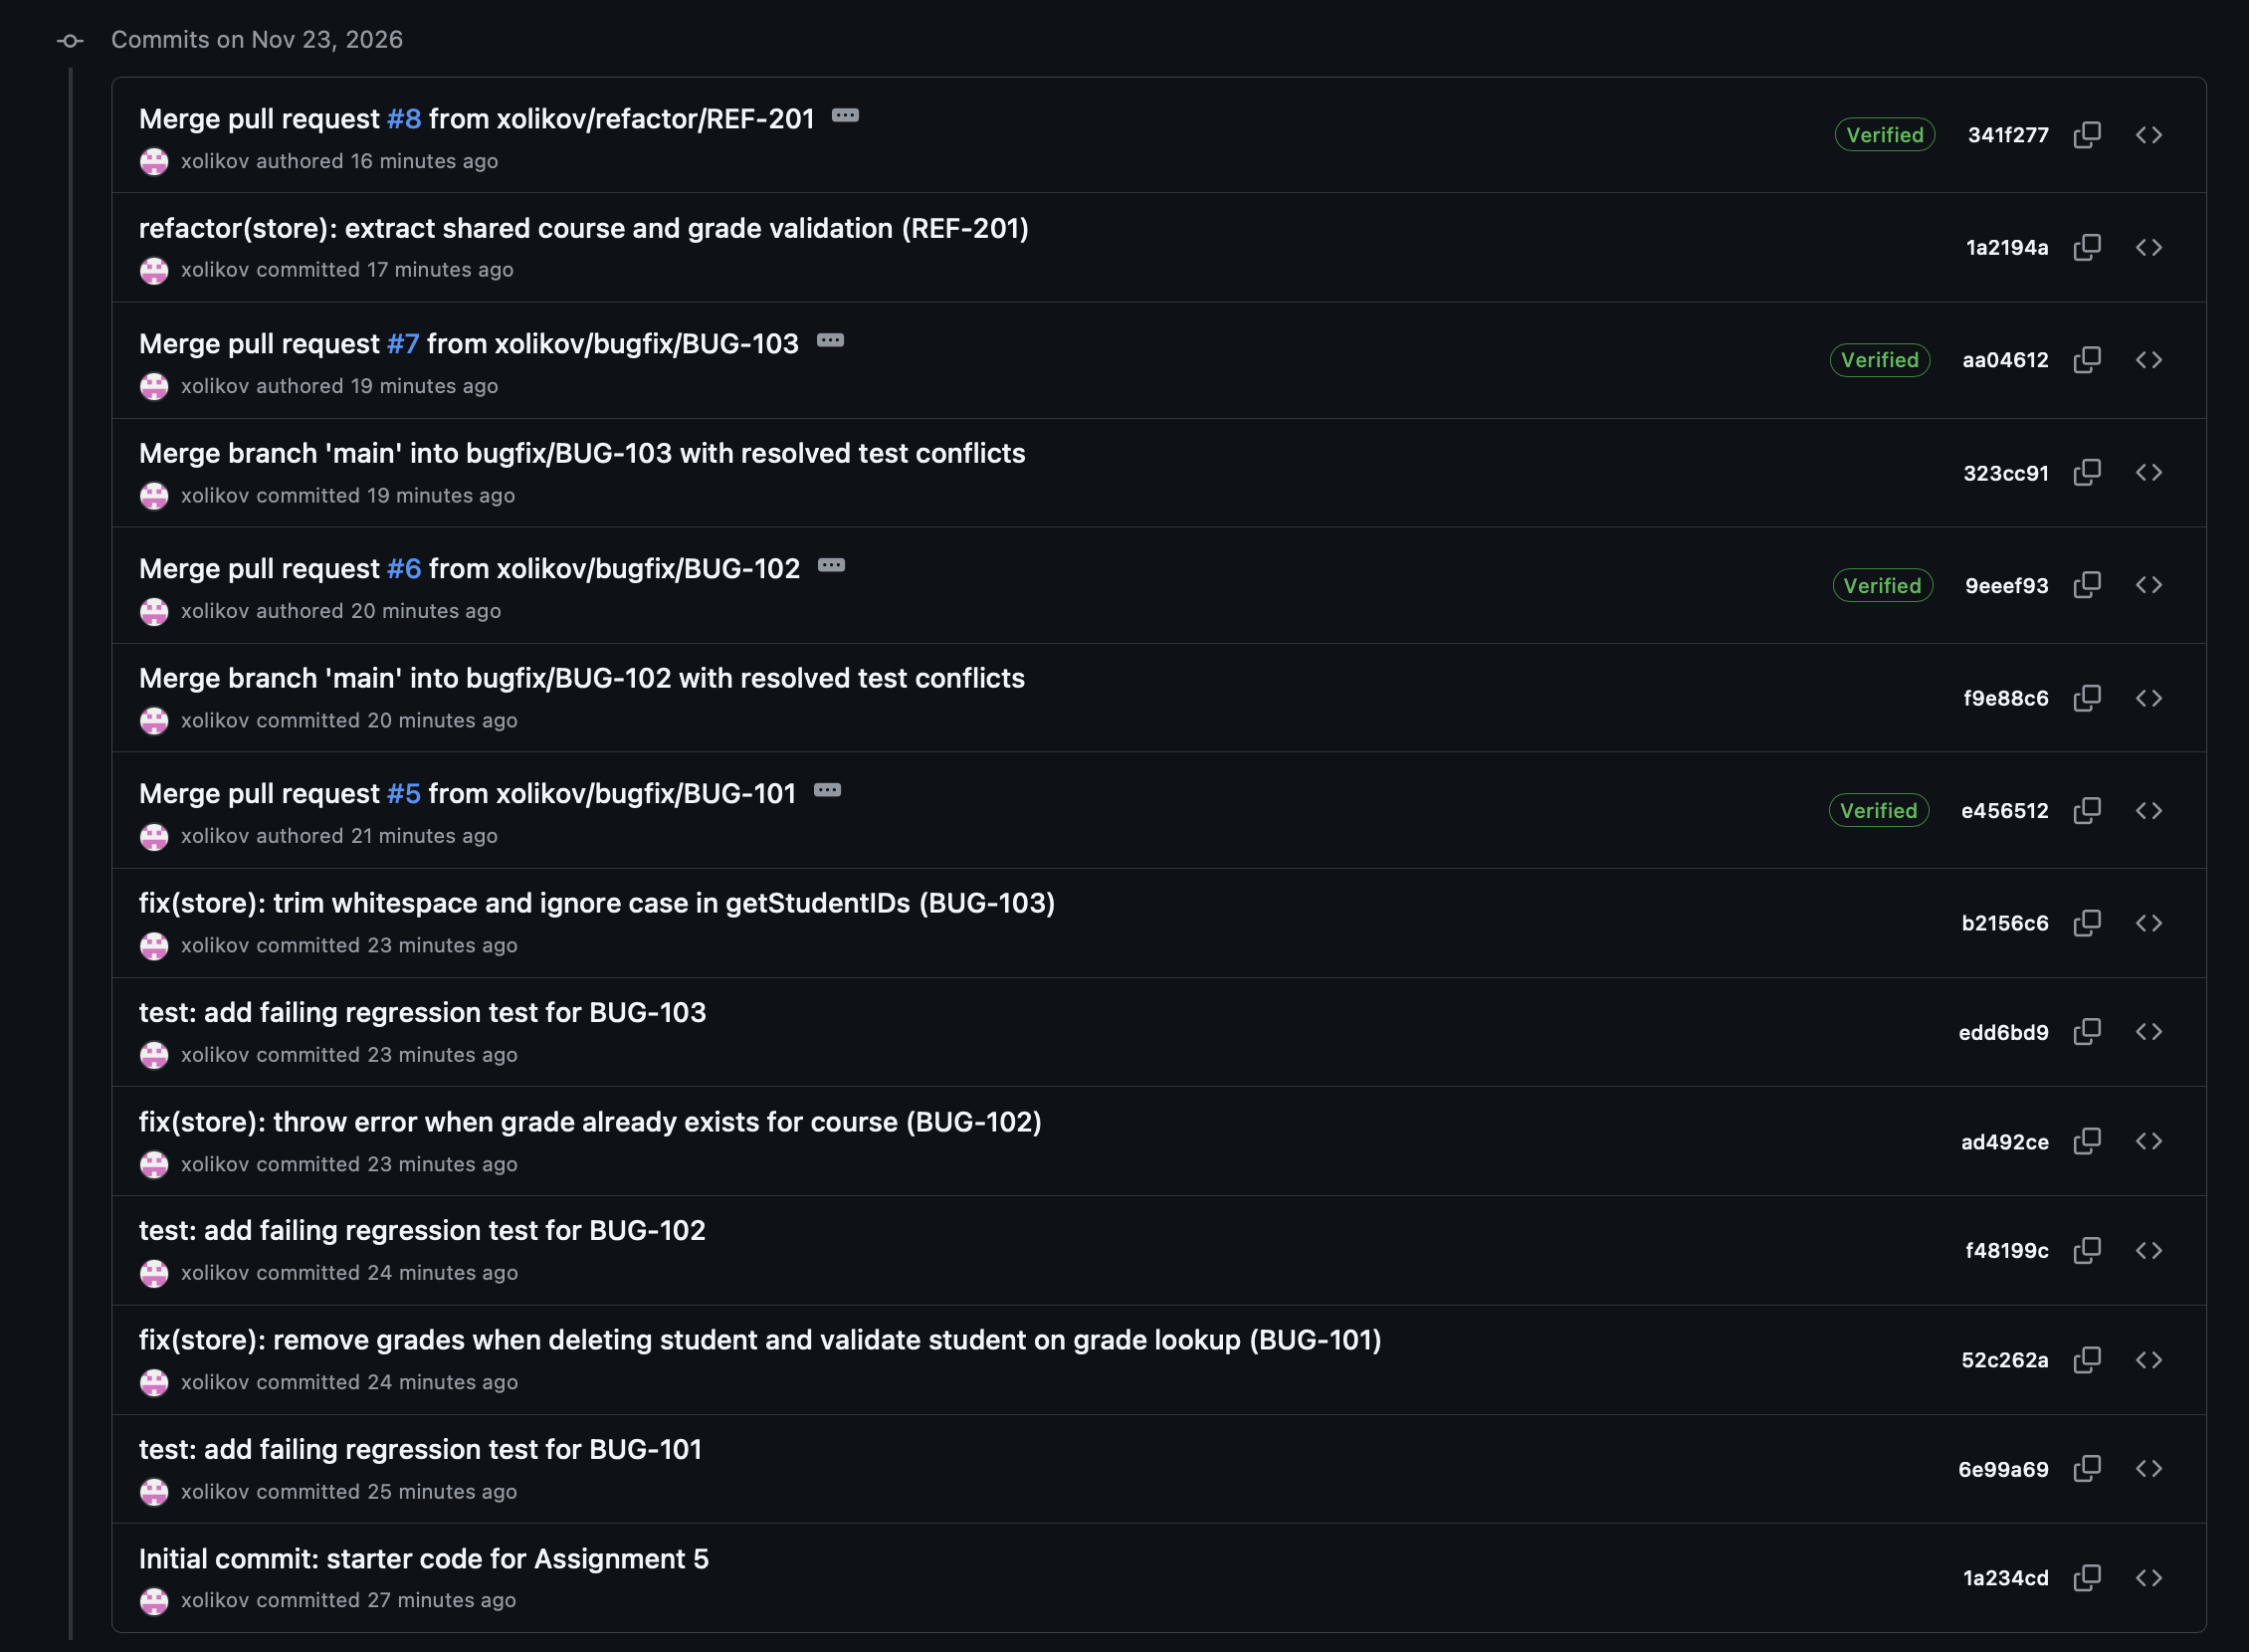 Commits on Nov 23, 2026
Merge pull request #8 from xolikov/refactor/REF-201
xolikov authored 16 minutes ago
Verified
341f277
refactor(store): extract shared course and grade validation (REF-201)
xolikov committed 17 minutes ago
1a2194a
Merge pull request #7 from xolikov/bugfix/BUG-103
xolikov authored 19 minutes ago
Verified
aa04612
Merge branch 'main' into bugfix/BUG-103 with resolved test conflicts
xolikov committed 19 minutes ago
323cc91
Merge pull request #6 from xolikov/bugfix/BUG-102
xolikov authored 20 minutes ago
Verified
9eeef93
Merge branch 'main' into bugfix/BUG-102 with resolved test conflicts
xolikov committed 20 minutes ago
f9e88c6
Merge pull request #5 from xolikov/bugfix/BUG-101
xolikov authored 21 minutes ago
Verified
e456512
fix(store): trim whitespace and ignore case in getStudentIDs (BUG-103)
xolikov committed 23 minutes ago
b2156c6
test: add failing regression test for BUG-103
xolikov committed 23 minutes ago
edd6bd9
fix(store): throw error when grade already exists for course (BUG-102)
xolikov committed 23 minutes ago
ad492ce
test: add failing regression test for BUG-102
xolikov committed 24 minutes ago
f48199c
fix(store): remove grades when deleting student and validate student on grade lookup (BUG-101)
xolikov committed 24 minutes ago
52c262a
test: add failing regression test for BUG-101
xolikov committed 25 minutes ago
6e99a69
Initial commit: starter code for Assignment 5
xolikov committed 27 minutes ago
1a234cd